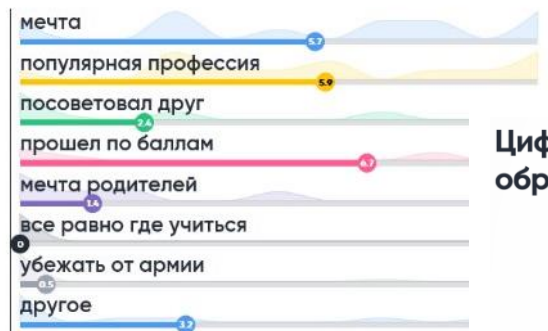 мечта
5.7
популярная профессия
5.9
посоветовал друг
2.4
прошел по баллам
6.7
мечта родителей
1.4
все равно где учиться
0
убежать от армии
0.5
другое
3.2
Циф
обр